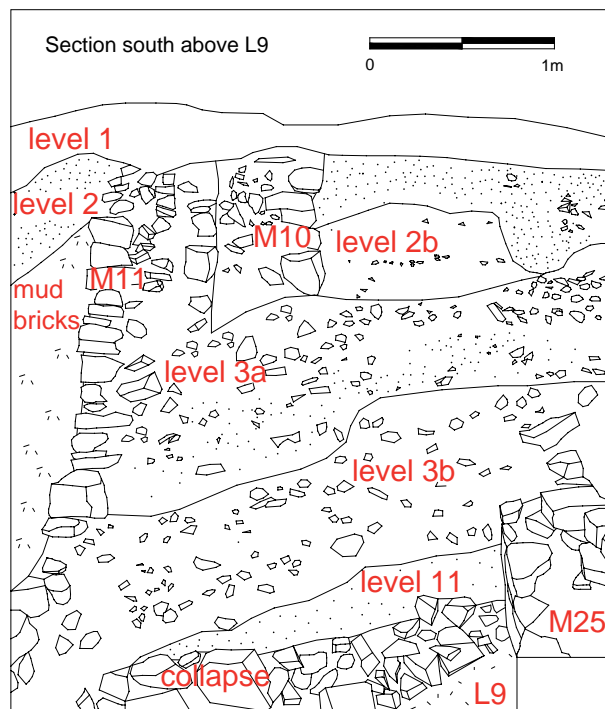 Section south above L9
0 1m
level 1
level 2
M10
level 2b
M11
mud
bricks
level 3a
level 3b
level 11
M25
collapse
L9